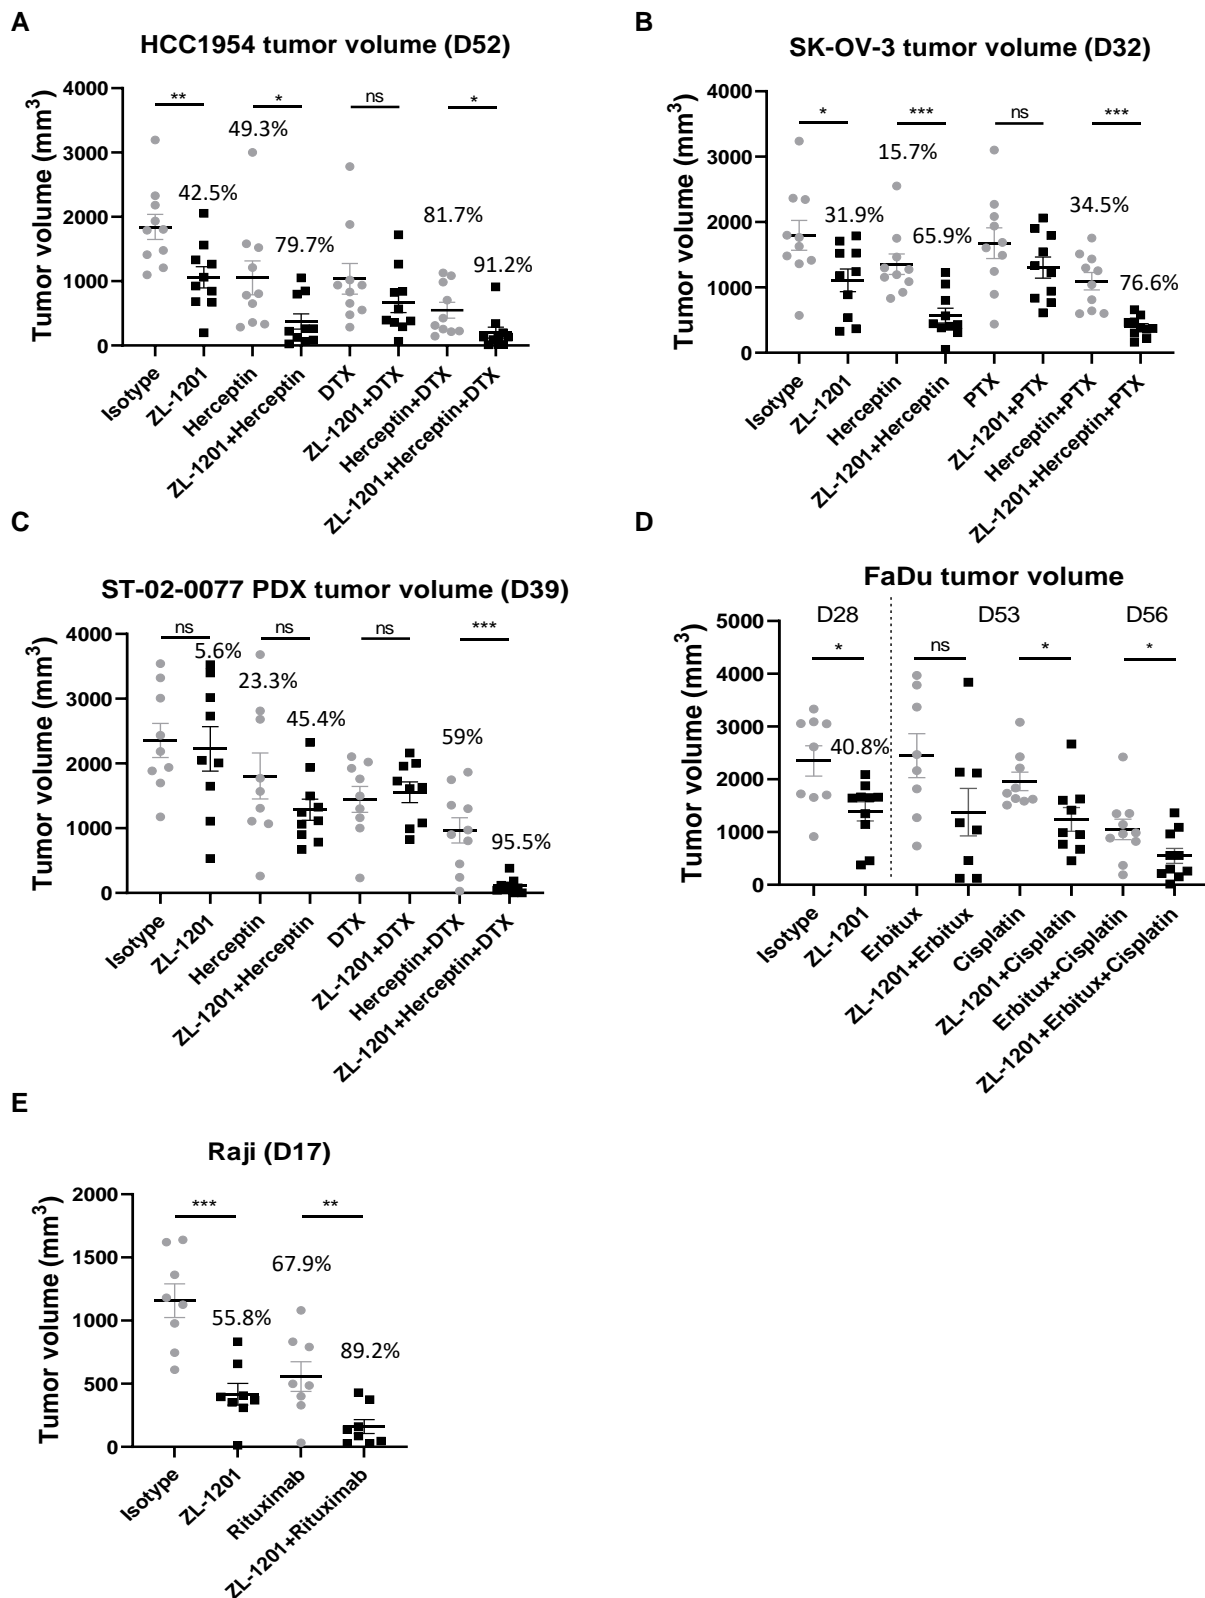 A
HCC1954 tumor volume (D52)
Tumor volume (mm³)
4000
3000
2000
1000
0
**
*
ns
*
42.5%
49.3%
79.7%
81.7%
91.2%
Isotype
ZL-1201
Herceptin
ZL-1201+Herceptin
DTX
ZL-1201+DTX
Herceptin+DTX
ZL-1201+Herceptin+DTX
B
SK-OV-3 tumor volume (D32)
Tumor volume (mm³)
4000
3000
2000
1000
0
*
***
ns
***
31.9%
15.7%
65.9%
34.5%
76.6%
Isotype
ZL-1201
Herceptin
ZL-1201+Herceptin
PTX
ZL-1201+PTX
Herceptin+PTX
ZL-1201+Herceptin+PTX
C
ST-02-0077 PDX tumor volume (D39)
Tumor volume (mm³)
4000
3000
2000
1000
0
ns
ns
ns
***
5.6%
23.3%
45.4%
59%
95.5%
Isotype
ZL-1201
Herceptin
ZL-1201+Herceptin
DTX
ZL-1201+DTX
Herceptin+DTX
ZL-1201+Herceptin+DTX
D
FaDu tumor volume
Tumor volume (mm³)
5000
4000
3000
2000
1000
0
D28
D53
D56
*
ns
*
*
40.8%
Isotype
ZL-1201
Erbitux
ZL-1201+Erbitux
Cisplatin
ZL-1201+Cisplatin
Erbitux+Cisplatin
ZL-1201+Erbitux+Cisplatin
E
Raji (D17)
Tumor volume (mm³)
2000
1500
1000
500
0
***
**
55.8%
67.9%
89.2%
Isotype
ZL-1201
Rituximab
ZL-1201+Rituximab